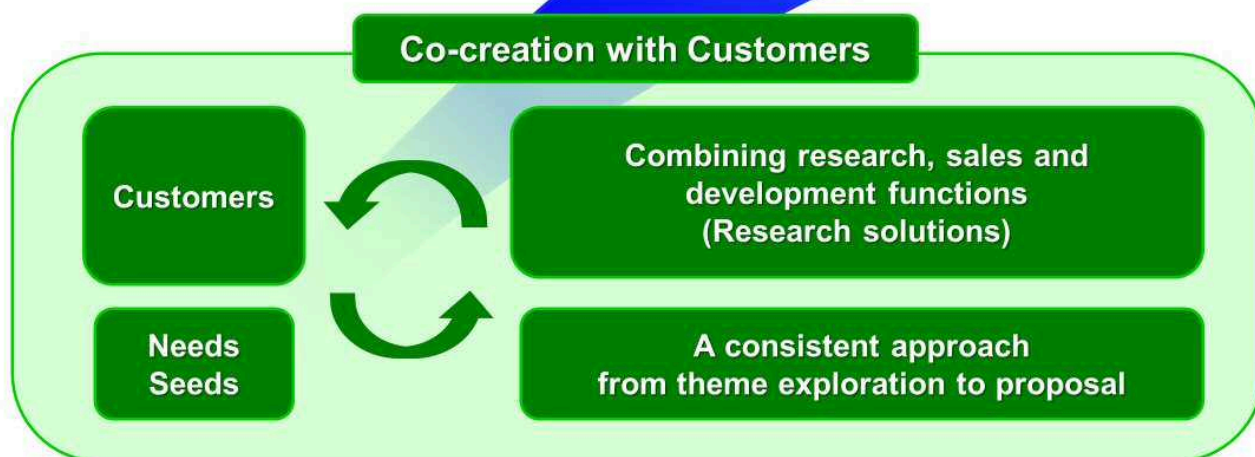 Co-creation with Customers
Customers
Combining research, sales and
development functions
(Research solutions)
Needs
Seeds
A consistent approach
from theme exploration to proposal